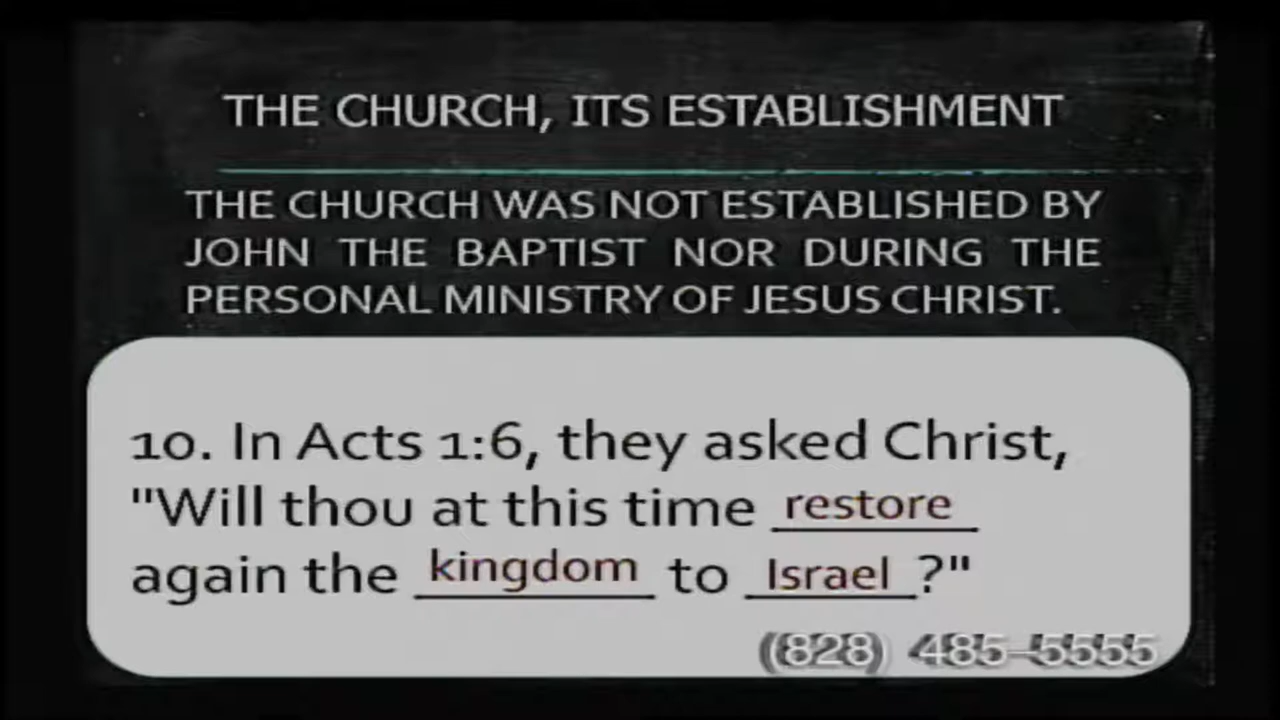 THE CHURCH, ITS ESTABLISHMENT
THE CHURCH WAS NOT ESTABLISHED BY
JOHN THE BAPTIST NOR DURING THE
PERSONAL MINISTRY OF JESUS CHRIST.
10. In Acts 1:6, they asked Christ,
"Will thou at this time restore
again the kingdom to Israel?"
(828) 485-5555